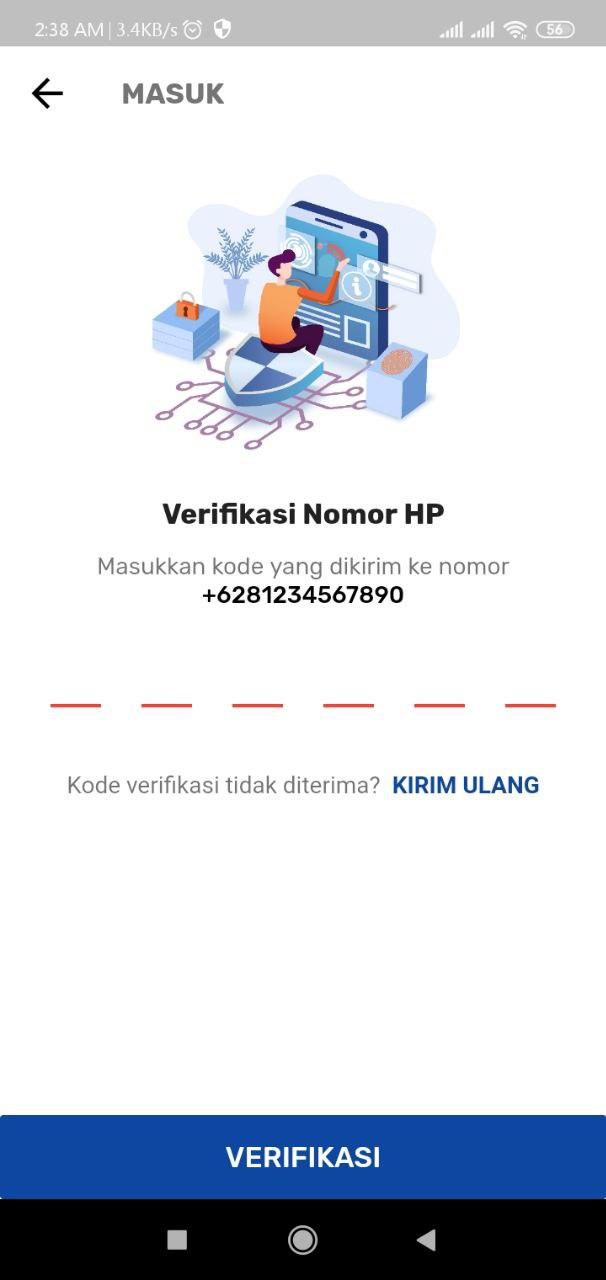 2:38 AM | 3.4KB/s 56
MASUK
Verifikasi Nomor HP
Masukkan kode yang dikirim ke nomor
+6281234567890
Kode verifikasi tidak diterima? KIRIM ULANG
VERIFIKASI